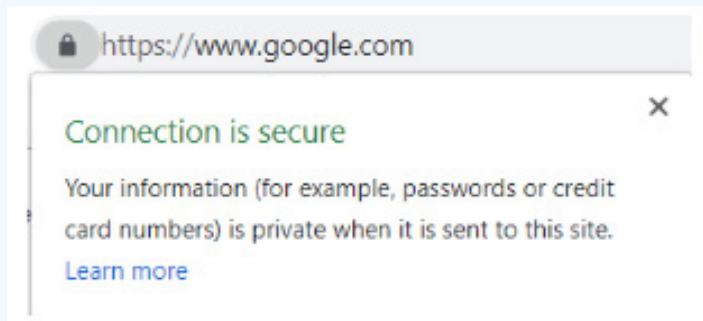 https://www.google.com
Connection is secure
Your information (for example, passwords or credit
card numbers) is private when it is sent to this site.
Learn more